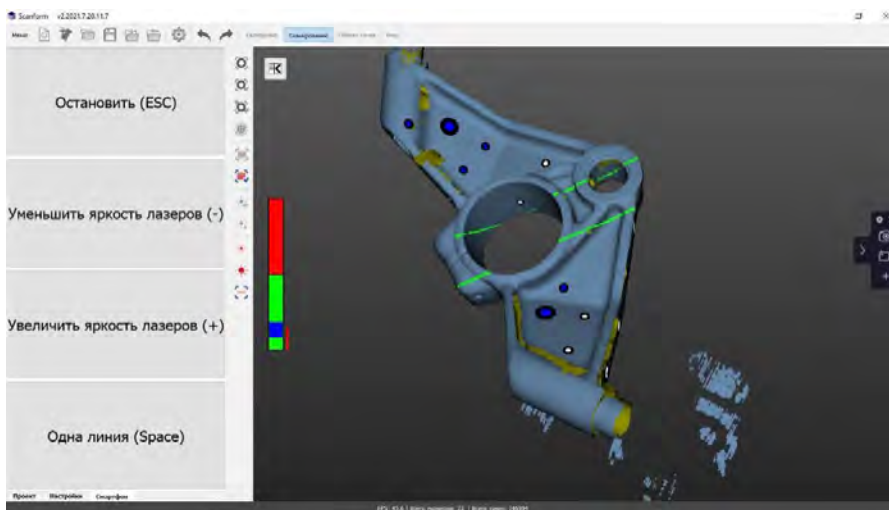 Scanform v2.2021.7.20.11.7
Меню
Сканирование
Остановить (ESC)
Уменьшить яркость лазеров (-)
Увеличить яркость лазеров (+)
Одна линия (Space)
Проект Настройки Смартфон